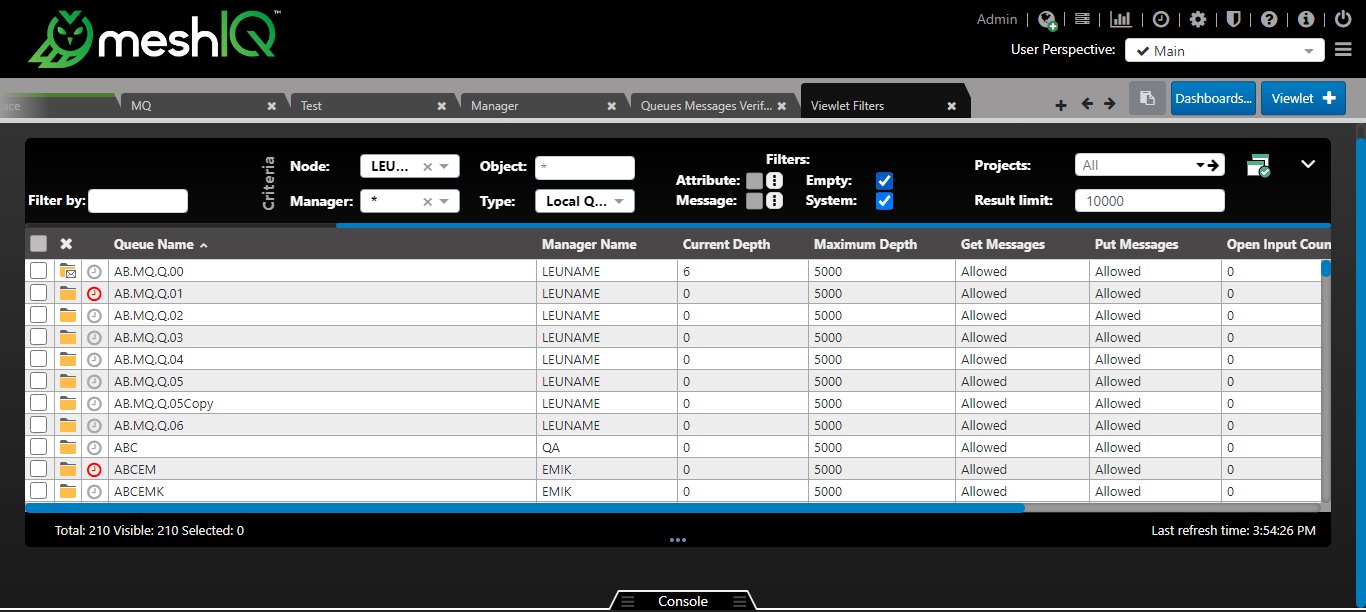 meshIQ™
Admin
User Perspective: Main
ace MQ Test Manager Queues Messages Verif... Viewlet Filters
Dashboards... Viewlet
Filter by:
Criteria
Node: LEU... Object: *
Manager: * Type: Local Q...
Filters:
Attribute: Empty:
Message: System:
Projects: All
Result limit: 10000
Queue Name Manager Name Current Depth Maximum Depth Get Messages Put Messages Open Input Coun
AB.MQ.Q.00 LEUNAME 6 5000 Allowed Allowed 0
AB.MQ.Q.01 LEUNAME 0 5000 Allowed Allowed 0
AB.MQ.Q.02 LEUNAME 0 5000 Allowed Allowed 0
AB.MQ.Q.03 LEUNAME 0 5000 Allowed Allowed 0
AB.MQ.Q.04 LEUNAME 0 5000 Allowed Allowed 0
AB.MQ.Q.05 LEUNAME 0 5000 Allowed Allowed 0
AB.MQ.Q.05Copy LEUNAME 0 5000 Allowed Allowed 0
AB.MQ.Q.06 LEUNAME 0 5000 Allowed Allowed 0
ABC QA 0 5000 Allowed Allowed 0
ABCEM EMIK 0 5000 Allowed Allowed 0
ABCEMK EMIK 0 5000 Allowed Allowed 0
Total: 210 Visible: 210 Selected: 0
Last refresh time: 3:54:26 PM
Console